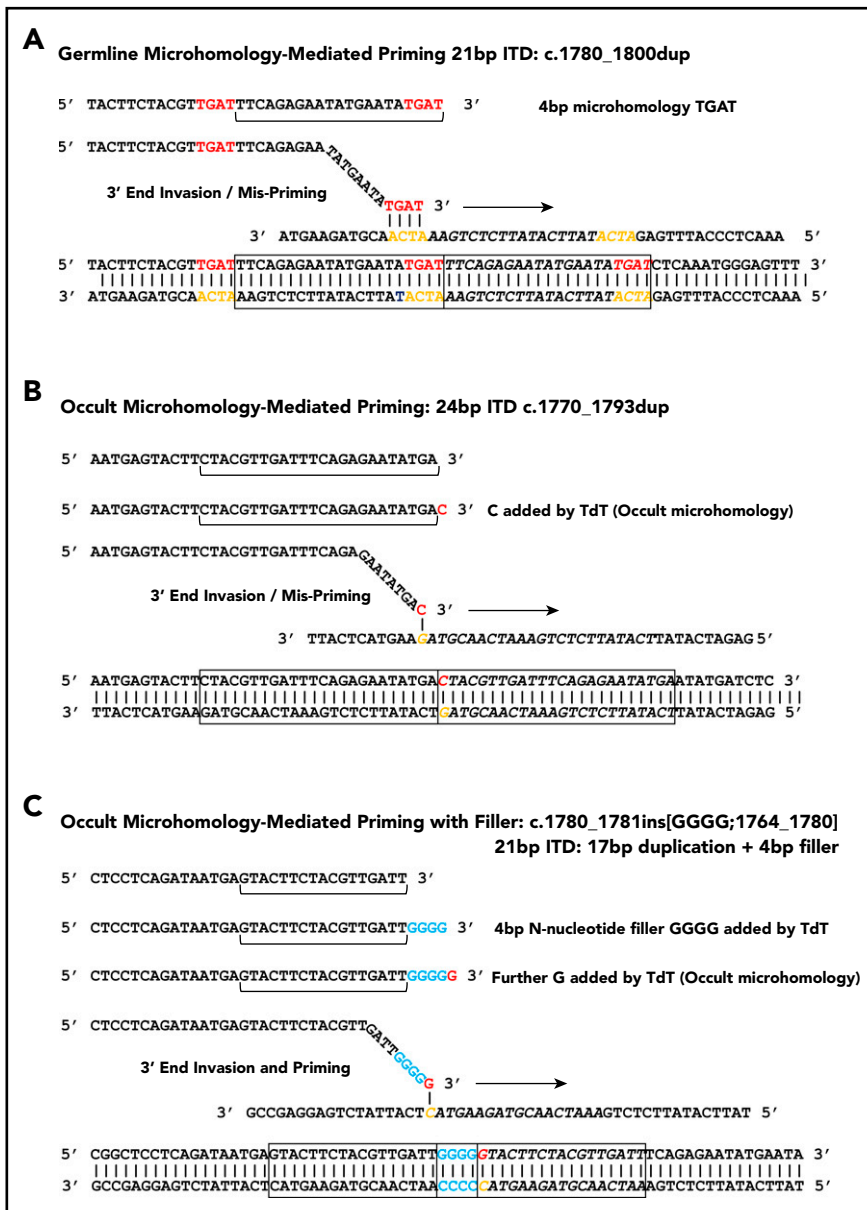 A
Germline Microhomology-Mediated Priming 21bp ITD: c.1780_1800dup
5′ TACTTCTACGTTGATTTCAGAGAATATGAATATGAT 3′ 4bp microhomology TGAT
5′ TACTTCTACGTTGATTTCAGAGAATATGAATA
3′ End Invasion / Mis-Priming
TGAT 3′
3′ ATGAAGATGCAACTAAAGTCTCTTATACTTATACTAGAGTTTACCCTCAAA 5′
5′ TACTTCTACGTTGATTTCAGAGAATATGAATATGATTTCAGAGAATATGAATATGATCTCAAATGGGAGTTT 3′
3′ ATGAAGATGCAACTAAAGTCTCTTATACTTATACTAAAGTCTCTTATACTTATACTAGAGTTTACCCTCAAA 5′
B
Occult Microhomology-Mediated Priming: 24bp ITD c.1770_1793dup
5′ AATGAGTACTTCTACGTTGATTTCAGAGAATATGA 3′
5′ AATGAGTACTTCTACGTTGATTTCAGAGAATATGAC 3′ C added by TdT (Occult microhomology)
5′ AATGAGTACTTCTACGTTGATTTCAGAGAATATGA
3′ End Invasion / Mis-Priming
C 3′
3′ TTACTCATGAAGATGCAACTAAAGTCTCTTATACTTATACTAGAG 5′
5′ AATGAGTACTTCTACGTTGATTTCAGAGAATATGACTACGTTGATTTCAGAGAATATGAATATGATCTC 3′
3′ TTACTCATGAAGATGCAACTAAAGTCTCTTATACTGATGCAACTAAAGTCTCTTATACTTATACTAGAG 5′
C
Occult Microhomology-Mediated Priming with Filler: c.1780_1781ins[GGGG;1764_1780]
21bp ITD: 17bp duplication + 4bp filler
5′ CTCCTCAGATAATGAGTACTTCTACGTTGATT 3′
5′ CTCCTCAGATAATGAGTACTTCTACGTTGATTGGGG 3′ 4bp N-nucleotide filler GGGG added by TdT
5′ CTCCTCAGATAATGAGTACTTCTACGTTGATTGGGGG 3′ Further G added by TdT (Occult microhomology)
5′ CTCCTCAGATAATGAGTACTTCTACGTTGATTGGGG
3′ End Invasion and Priming
G 3′
3′ GCCGAGGAGTCTATTACTCATGAAGATGCAACTAAAGTCTCTTATACTTAT 5′
5′ CGGCTCCTCAGATAATGAGTACTTCTACGTTGATTGGGGGTACTTCTACGTTGATTTCAGAGAATATGAATA 3′
3′ GCCGAGGAGTCTATTACTCATGAAGATGCAACTAACCCCCATGAAGATGCAACTAAAGTCTCTTATACTTAT 5′